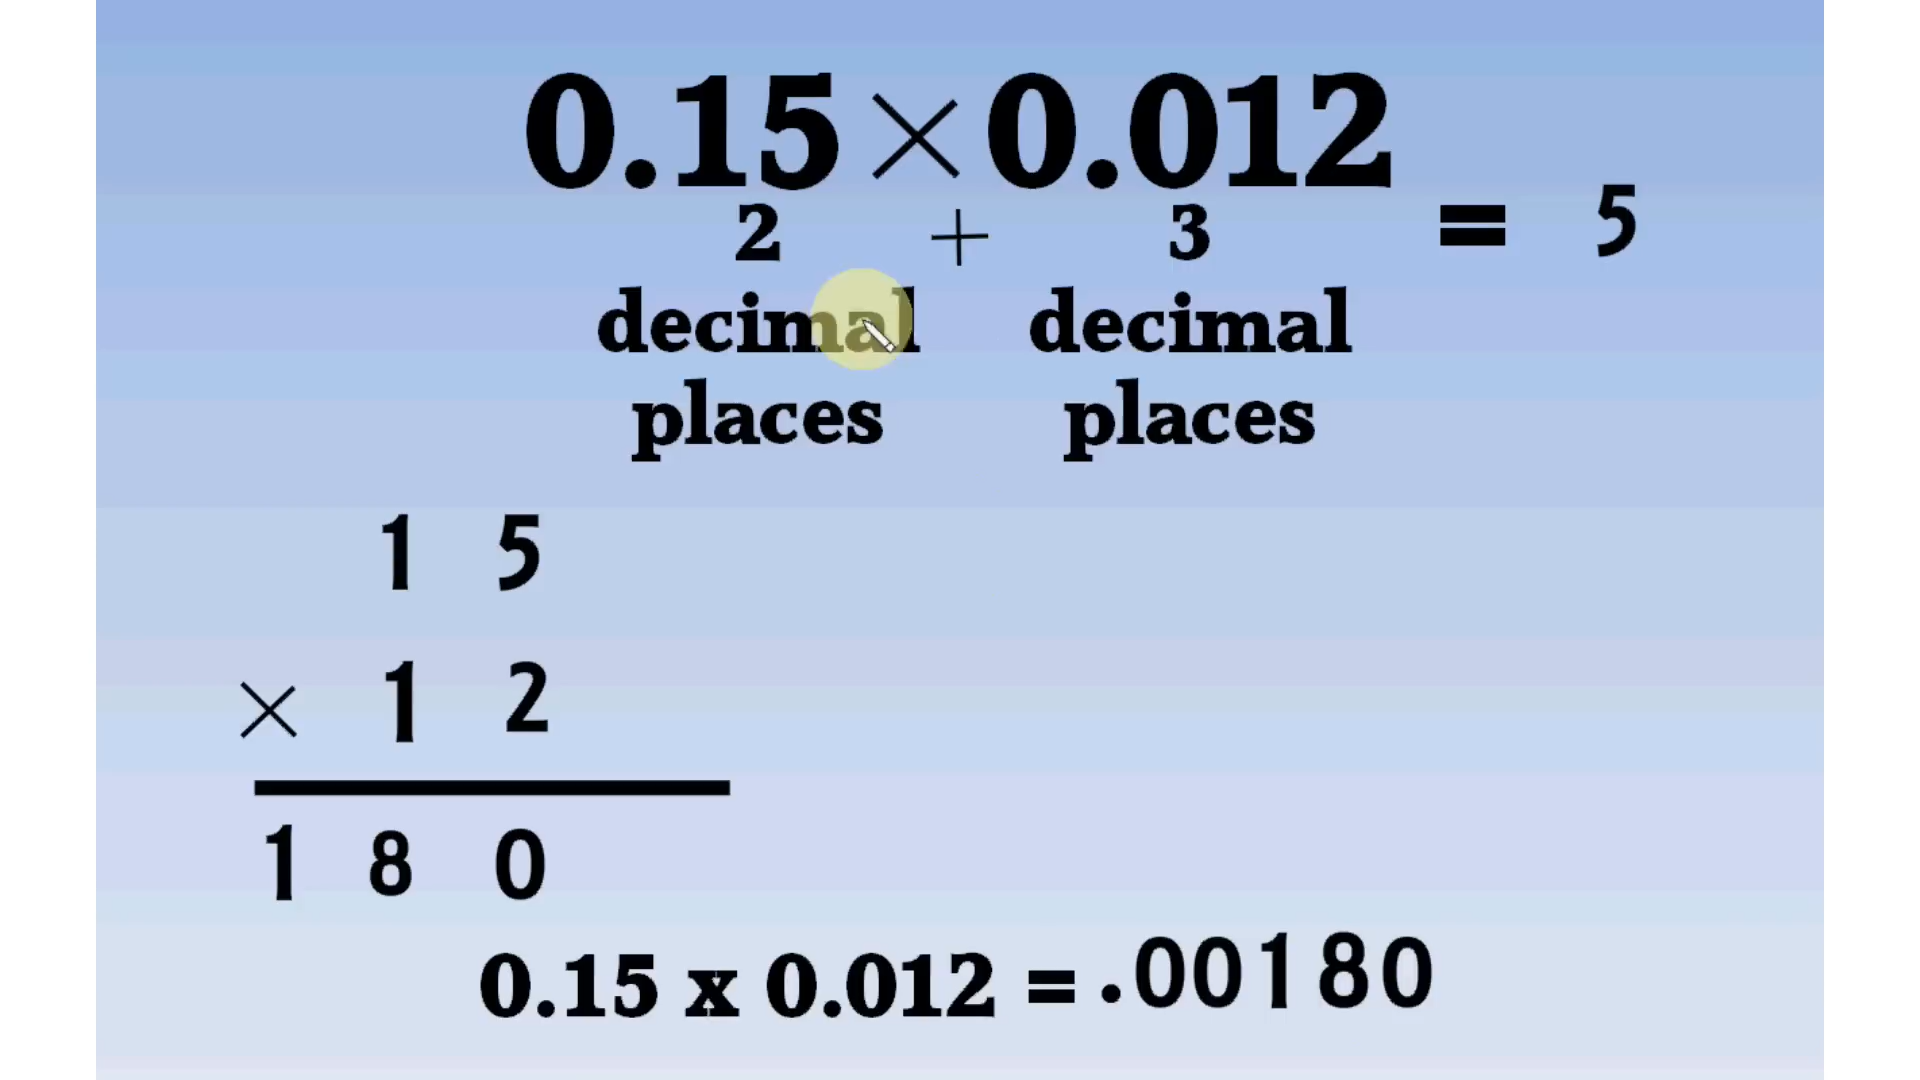 0.15×0.012
2 + 3 = 5
decimal decimal
places places
1 5
× 1 2
1 8 0
0.15 x 0.012 = .00180